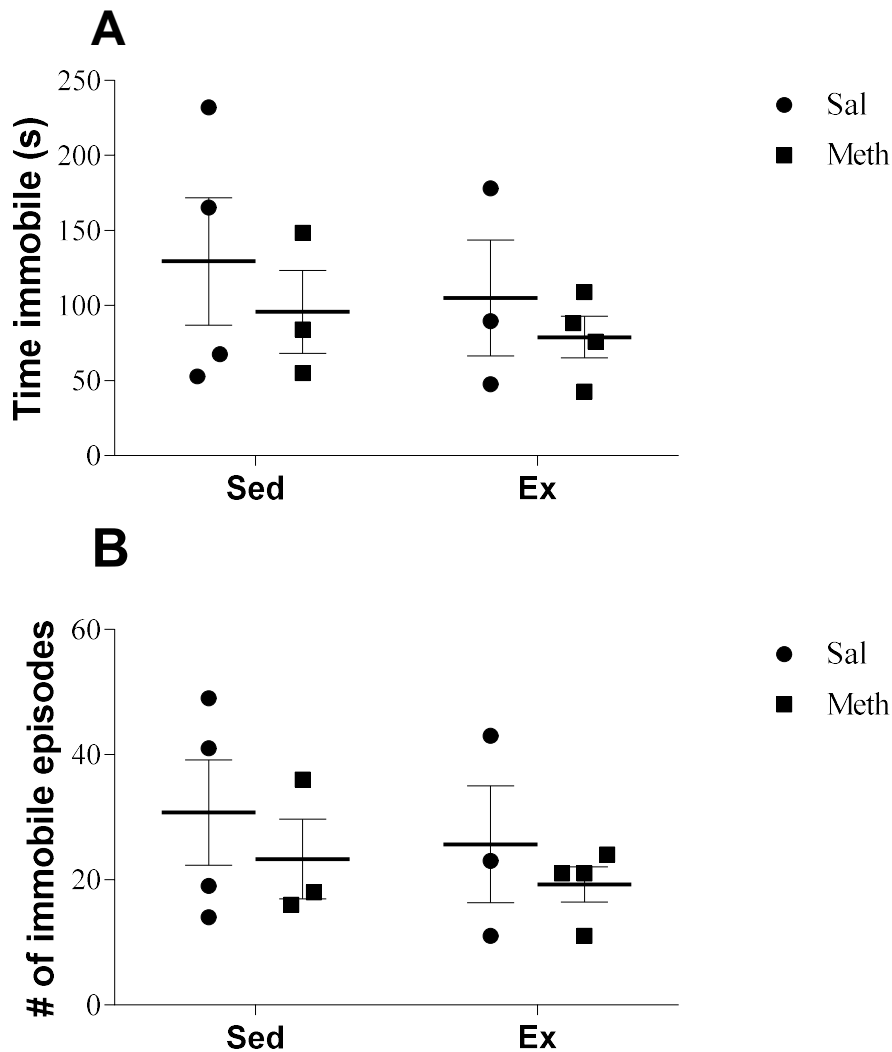 A
Time immobile (s)
250
200
150
100
50
0
Sed
Ex
Sal
Meth
B
# of immobile episodes
60
40
20
0
Sed
Ex
Sal
Meth